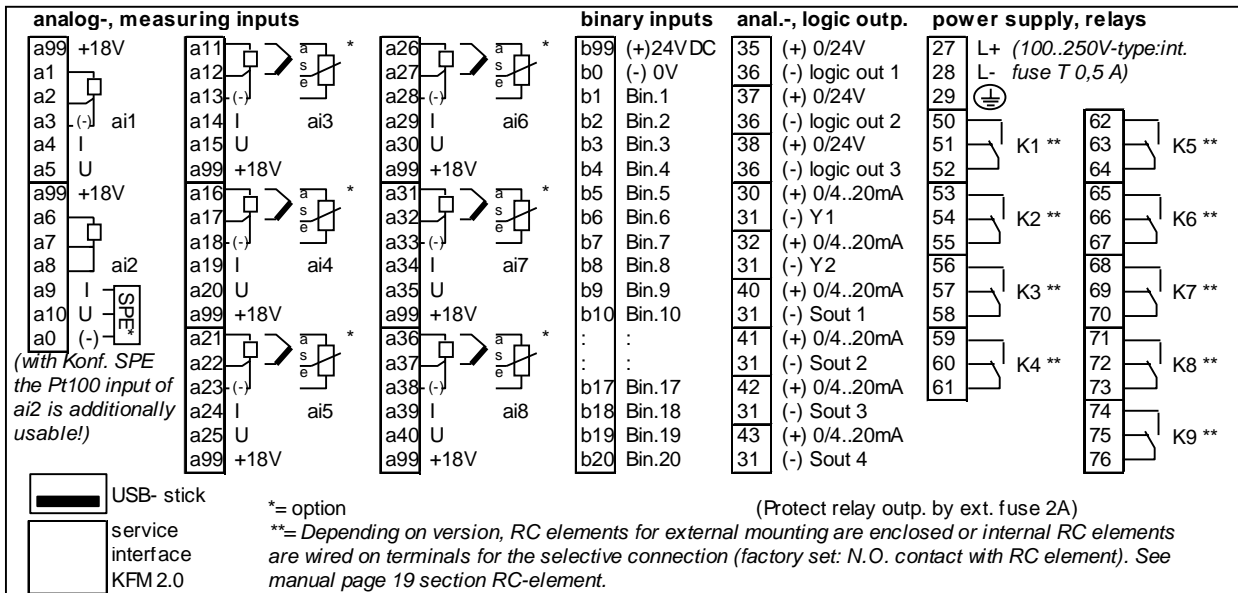 analog-, measuring inputs
a99 +18V
a1
a2
a3 (-) ai1
a4 I
a5 U
a99 +18V
a6
a7
a8 ai2
a9 I
a10 U
a0 (-)
SPE*
(with Konf. SPE
the Pt100 input of
ai2 is additionally
usable!)
a11
a12
a13 (-)
a14 I ai3
a15 U
a99 +18V
a s e *
a16
a17
a18 (-)
a19 I ai4
a20 U
a99 +18V
a s e *
a21
a22
a23 (-)
a24 I ai5
a25 U
a99 +18V
a s e *
a26
a27
a28 (-)
a29 I ai6
a30 U
a99 +18V
a s e *
a31
a32
a33 (-)
a34 I ai7
a35 U
a99 +18V
a s e *
a36
a37
a38 (-)
a39 I ai8
a40 U
a99 +18V
a s e *
binary inputs
b99 (+)24VDC
b0 (-) 0V
b1 Bin.1
b2 Bin.2
b3 Bin.3
b4 Bin.4
b5 Bin.5
b6 Bin.6
b7 Bin.7
b8 Bin.8
b9 Bin.9
b10 Bin.10
: :
: :
b17 Bin.17
b18 Bin.18
b19 Bin.19
b20 Bin.20
anal.-, logic outp.
35 (+) 0/24V
36 (-) logic out 1
37 (+) 0/24V
36 (-) logic out 2
38 (+) 0/24V
36 (-) logic out 3
30 (+) 0/4..20mA
31 (-) Y1
32 (+) 0/4..20mA
31 (-) Y2
40 (+) 0/4..20mA
31 (-) Sout 1
41 (+) 0/4..20mA
31 (-) Sout 2
42 (+) 0/4..20mA
31 (-) Sout 3
43 (+) 0/4..20mA
31 (-) Sout 4
power supply, relays
27 L+ (100..250V-type:int.
28 L- fuse T 0,5 A)
29
50
51 K1 **
52
53
54 K2 **
55
56
57 K3 **
58
59
60 K4 **
61
62
63 K5 **
64
65
66 K6 **
67
68
69 K7 **
70
71
72 K8 **
73
74
75 K9 **
76
USB- stick
service
interface
KFM 2.0
*= option (Protect relay outp. by ext. fuse 2A)
**= Depending on version, RC elements for external mounting are enclosed or internal RC elements
are wired on terminals for the selective connection (factory set: N.O. contact with RC element). See
manual page 19 section RC-element.